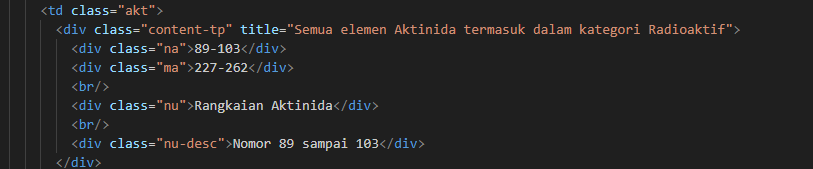 <td class="akt">
<div class="content-tp" title="Semua elemen Aktinida termasuk dalam kategori Radioaktif">
<div class="na">89-103</div>
<div class="ma">227-262</div>
<br/>
<div class="nu">Rangkaian Aktinida</div>
<br/>
<div class="nu-desc">Nomor 89 sampai 103</div>
</div>